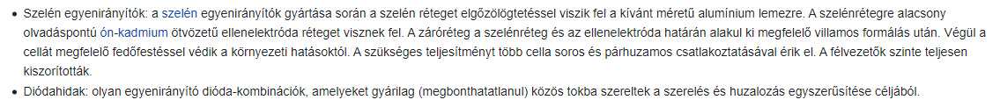 • Szelén egyenirányítók: a szelén egyenirányítók gyártása során a szelén réteget elgőzölögtetéssel viszik fel a kívánt méretű alumínium lemezre. A szelénrétegre alacsony
olvadáspontú ón-kadmium ötvözetű ellenelektróda réteget visznek fel. A záróréteg a szelénréteg és az ellenelektróda határán alakul ki megfelelő villamos formálás után. Végül a
cellát megfelelő fedőfestéssel védik a környezeti hatásoktól. A szükséges teljesítményt több cella soros és párhuzamos csatlakoztatásával érik el. A félvezetők szinte teljesen
kiszorították.
• Diódahidak: olyan egyenirányító dióda-kombinációk, amelyeket gyárilag (megbonthatatlanul) közös tokba szereltek a szerelés és huzalozás egyszerűsítése céljából.